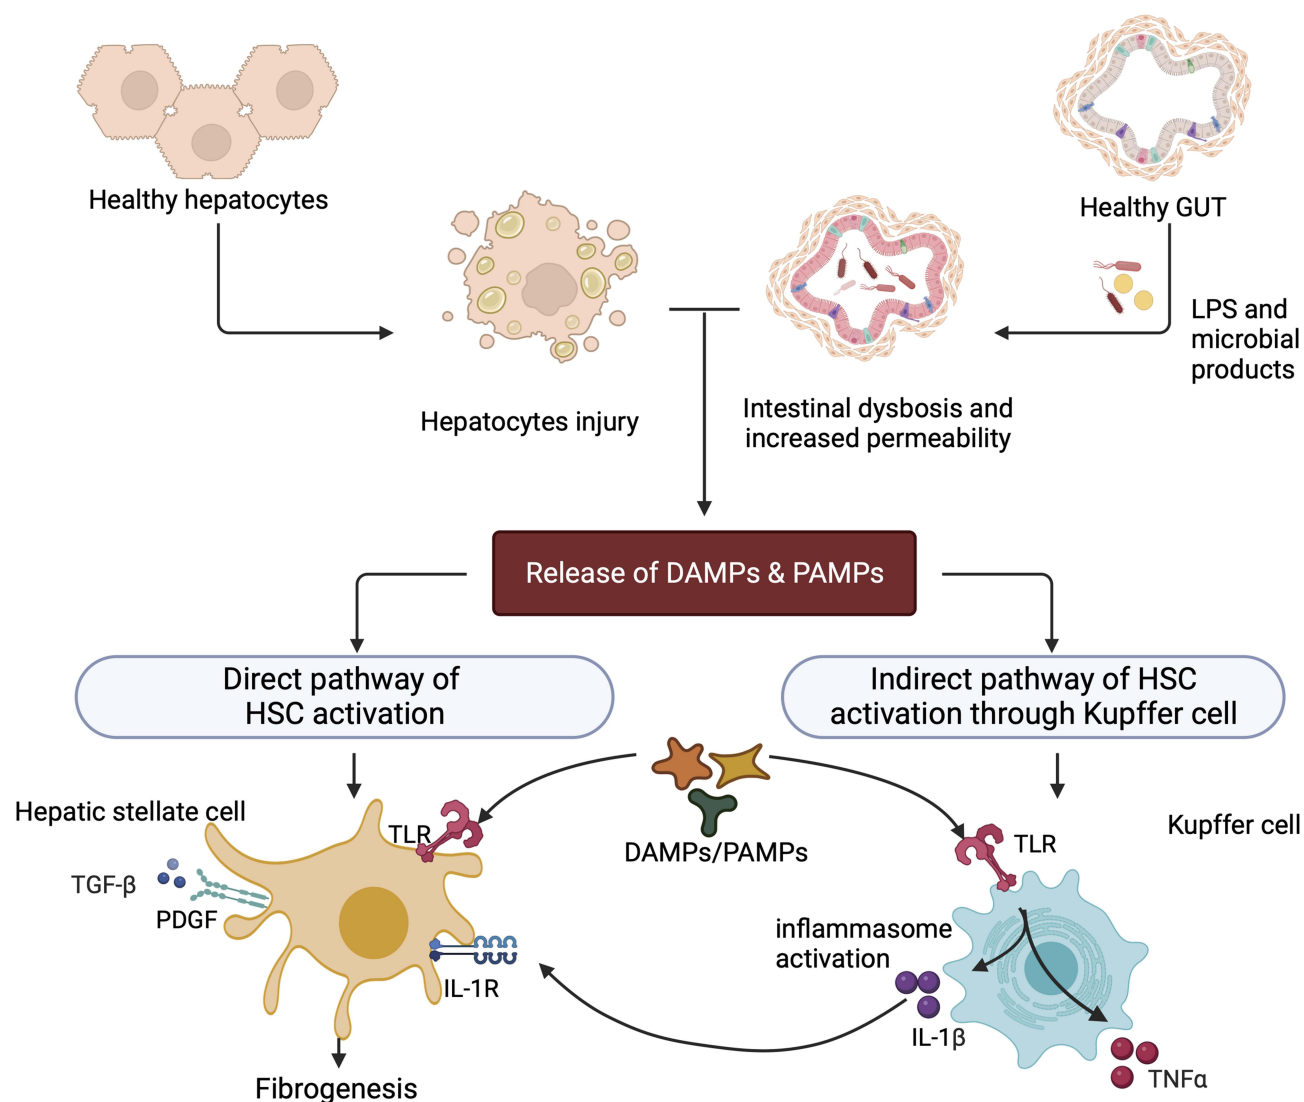 Healthy hepatocytes
Healthy GUT
LPS and
microbial
products
Hepatocytes injury
Intestinal dysbosis and
increased permeability
Release of DAMPs & PAMPs
Direct pathway of
HSC activation
Indirect pathway of HSC
activation through Kupffer cell
Hepatic stellate cell
TLR
DAMPs/PAMPs
TLR
Kupffer cell
TGF-β
PDGF
IL-1R
inflammasome
activation
IL-1β
TNFα
Fibrogenesis